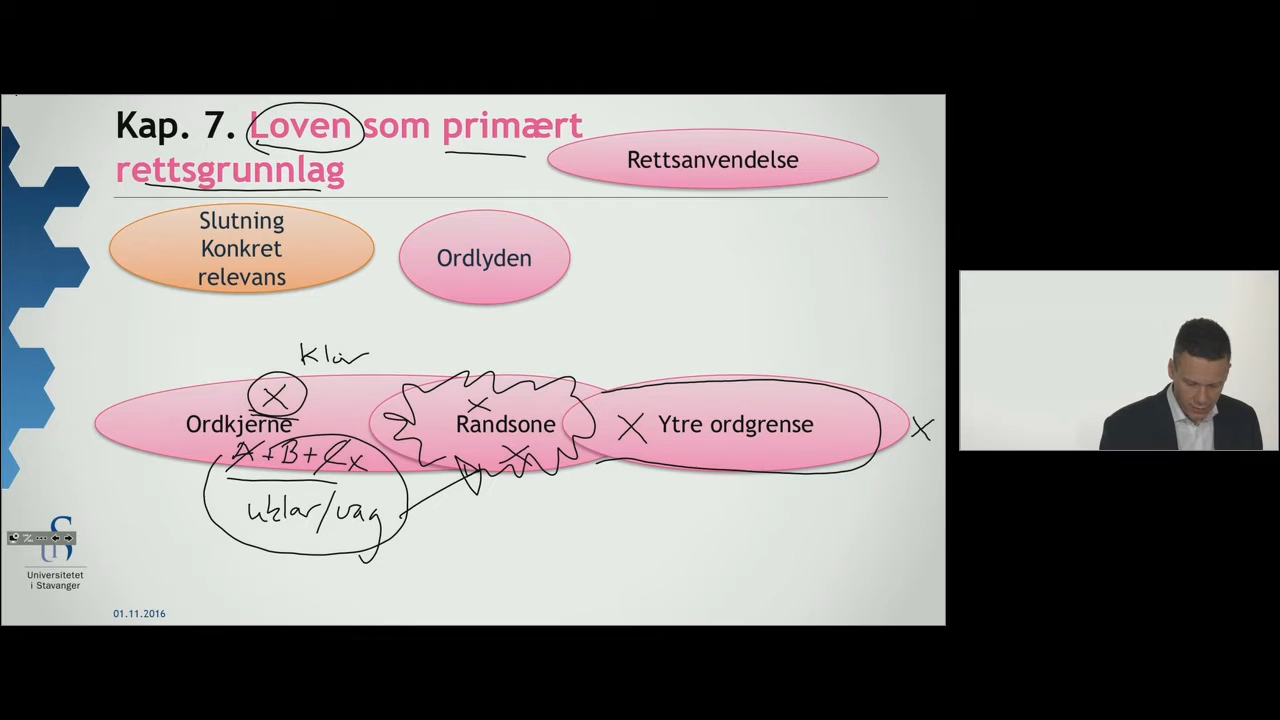 Kap. 7. Loven som primært
rettsgrunnlag
Rettsanvendelse
Slutning
Konkret
relevans
Ordlyden
Klar
X
X
Ordkjerne
Randsone
X Ytre ordgrense
X
A+B+C x
X
uklar/vag
Universitetet
i Stavanger
01.11.2016